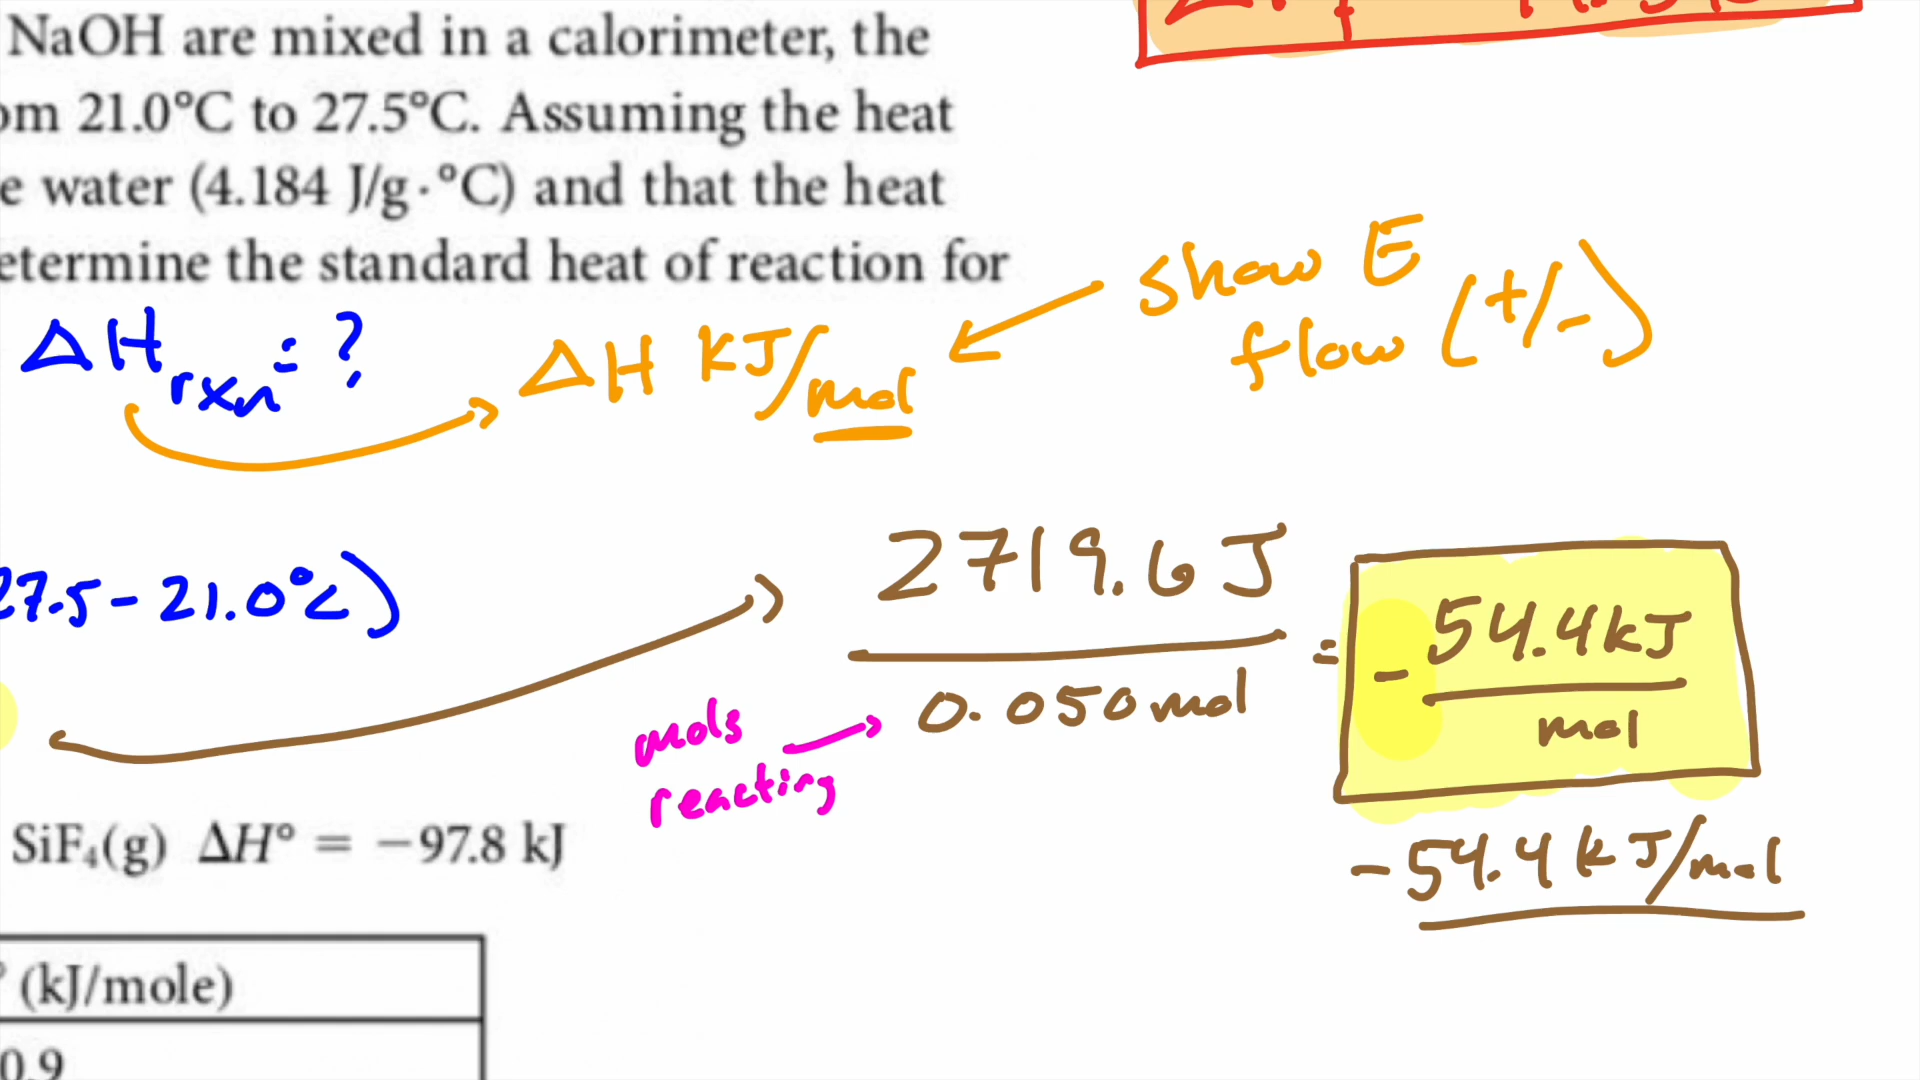 NaOH are mixed in a calorimeter, the
21.0°C to 27.5°C. Assuming the heat
water (4.184 J/g·°C) and that the heat
the standard heat of reaction for
show E
flow (+/-)
ΔHrxn = ?
ΔH KJ/mol
27.5 - 21.0°C)
2719.6 J
0.050 mol
= - 54.4 kJ
mol
mols
reacting
-54.4 kJ/mol
SiF₄(g) ΔH° = −97.8 kJ
(kJ/mole)
0.9